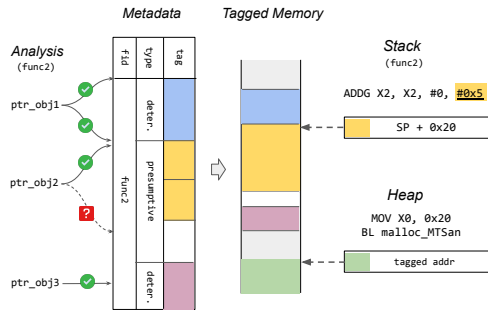 Analysis
(func2)
ptr_obj1
ptr_obj2
?
ptr_obj3
Metadata
fid
type
tag
deter.
func2
presumptive
deter.
Tagged Memory
Stack
(func2)
ADDG X2, X2, #0, #0x5
SP + 0x20
Heap
MOV X0, 0x20
BL malloc_MTSan
tagged addr